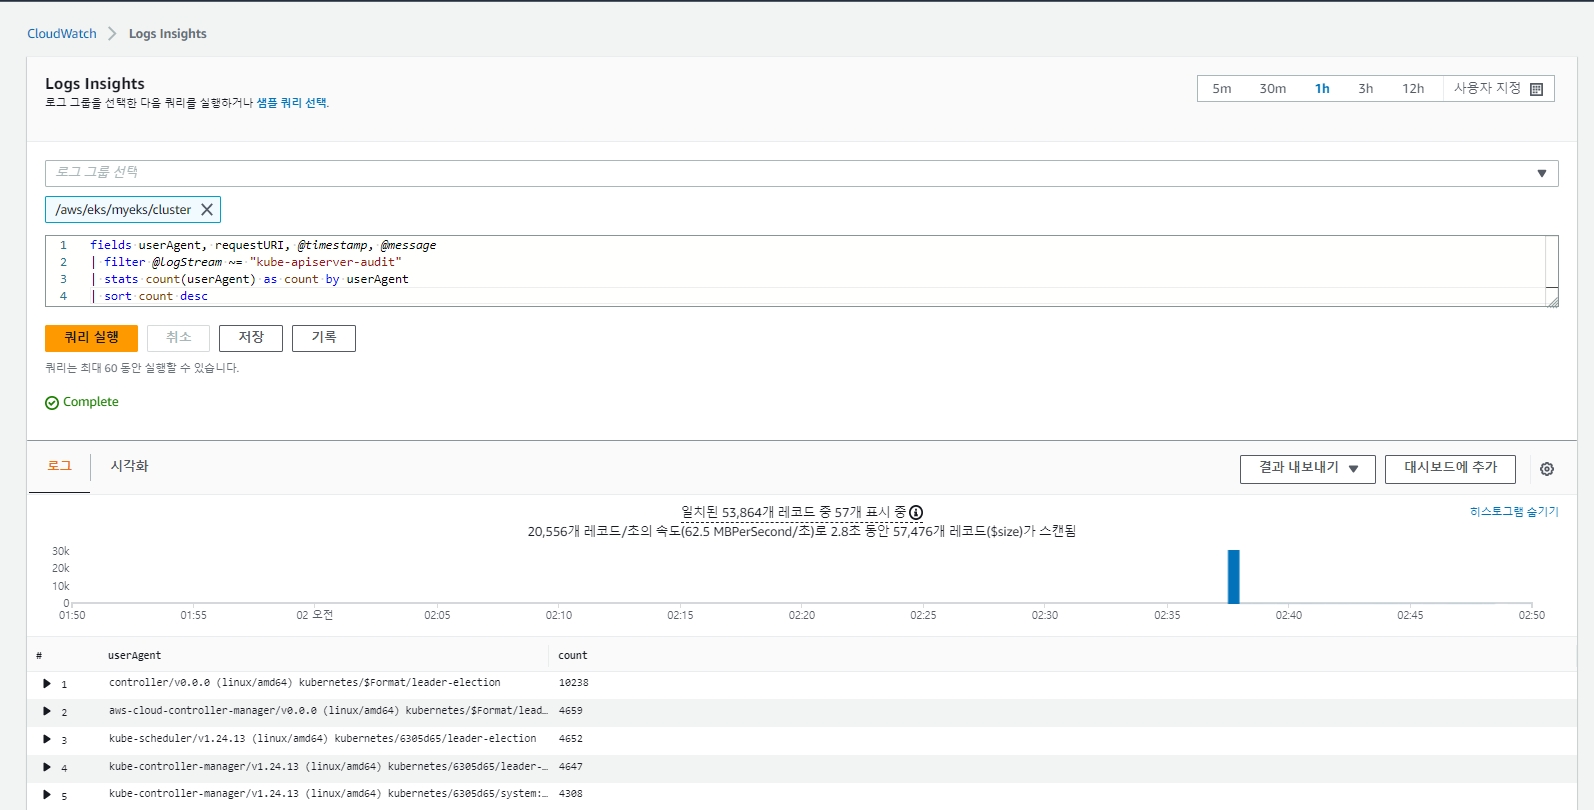 CloudWatch > Logs Insights
Logs Insights
로그 그룹을 선택한 다음 쿼리를 실행하거나 샘플 쿼리 선택.
5m 30m 1h 3h 12h 사용자 지정
로그 그룹 선택
/aws/eks/myeks/cluster
1 fields userAgent, requestURI, @timestamp, @message
2 | filter @logStream ~= "kube-apiserver-audit"
3 | stats count(userAgent) as count by userAgent
4 | sort count desc
쿼리 실행 취소 저장 기록
쿼리는 최대 60 동안 실행할 수 있습니다.
Complete
로그 시각화 결과 내보내기 대시보드에 추가
일치된 53,864개 레코드 중 57개 표시 중
히스토그램 숨기기
20,556개 레코드/초의 속도(62.5 MBPerSecond/초)로 2.8초 동안 57,476개 레코드($size)가 스캔됨
30k
20k
10k
0
01:50 01:55 02 오전 02:05 02:10 02:15 02:20 02:25 02:30 02:35 02:40 02:45 02:50
# userAgent count
1 controller/v0.0.0 (linux/amd64) kubernetes/$Format/leader-election 10238
2 aws-cloud-controller-manager/v0.0.0 (linux/amd64) kubernetes/$Format/lead… 4659
3 kube-scheduler/v1.24.13 (linux/amd64) kubernetes/6305d65/leader-election 4652
4 kube-controller-manager/v1.24.13 (linux/amd64) kubernetes/6305d65/leader-… 4647
5 kube-controller-manager/v1.24.13 (linux/amd64) kubernetes/6305d65/system:… 4308